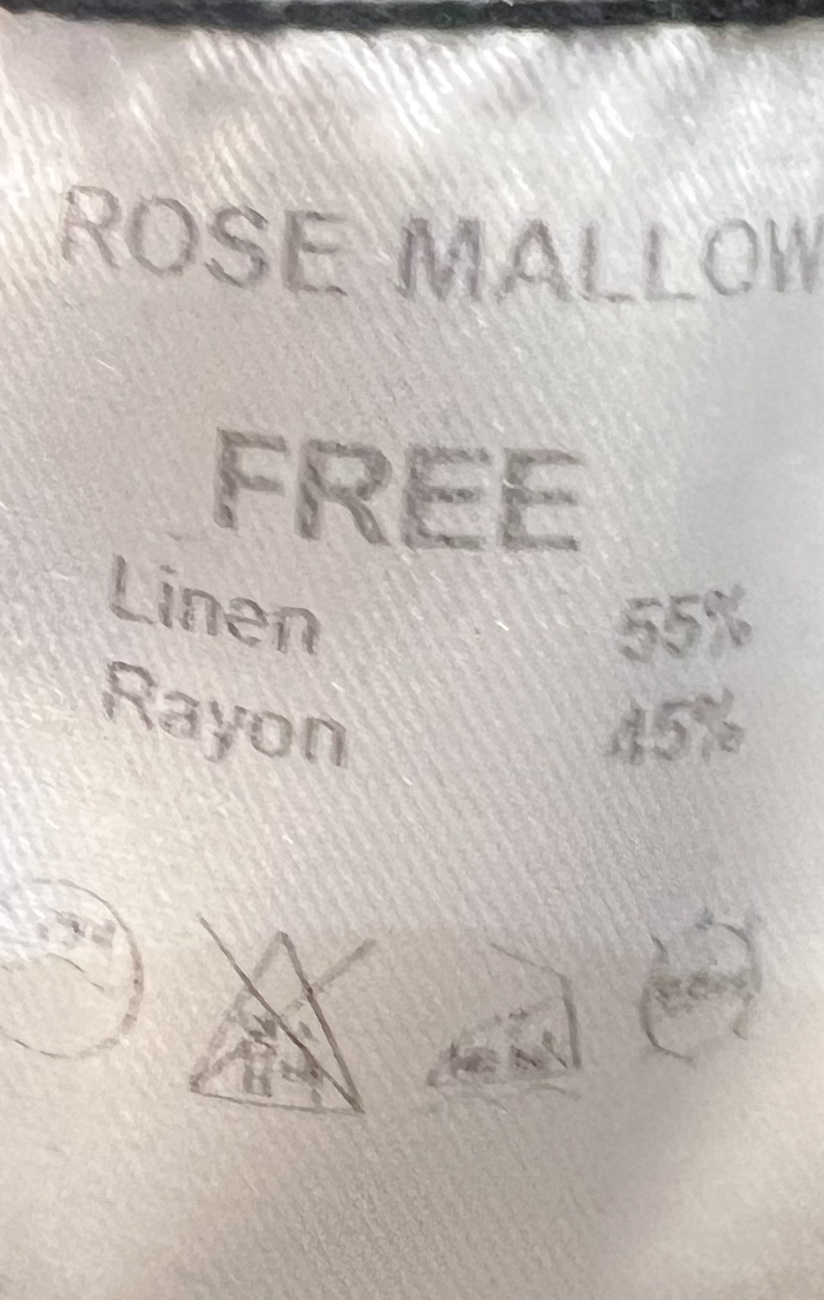 ROSE MALLOW
FREE
Linen 55%
Rayon 45%